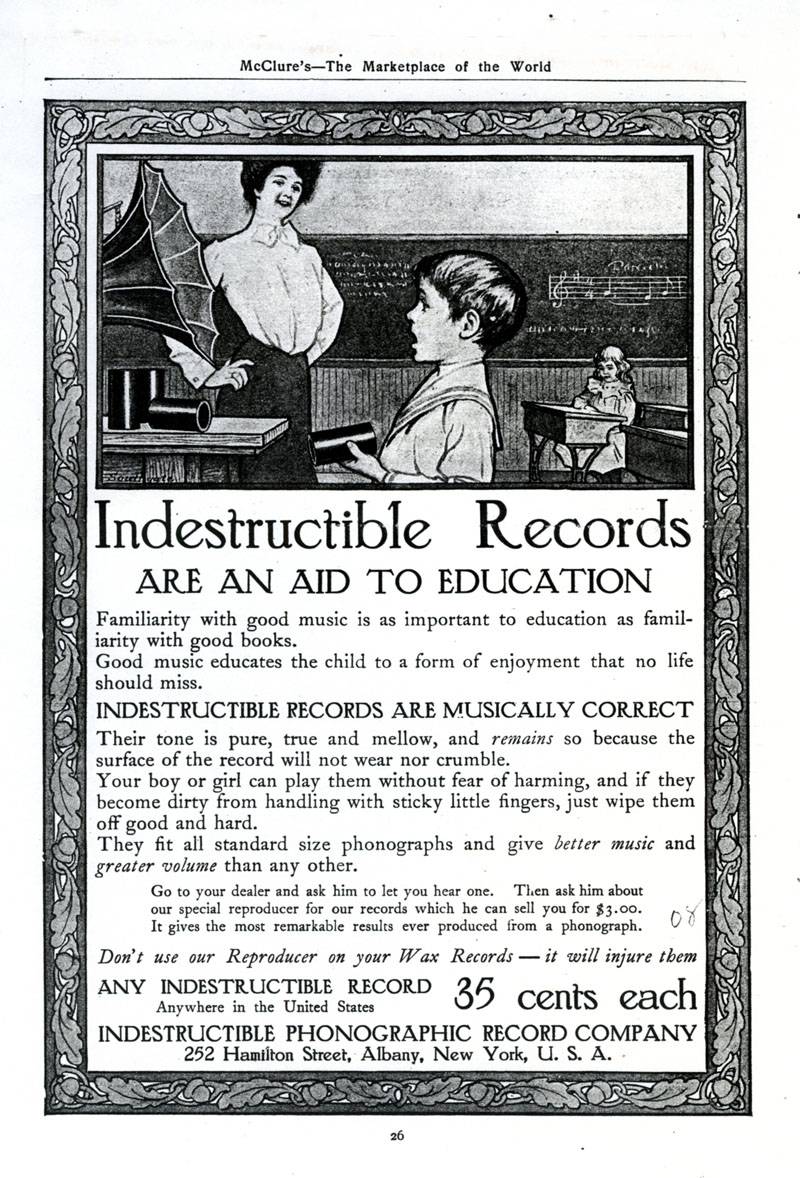 McClure's—The Marketplace of the World
Indestructible Records
ARE AN AID TO EDUCATION
Familiarity with good music is as important to education as famil-
iarity with good books.
Good music educates the child to a form of enjoyment that no life
should miss.
INDESTRUCTIBLE RECORDS ARE MUSICALLY CORRECT
Their tone is pure, true and mellow, and remains so because the
surface of the record will not wear nor crumble.
Your boy or girl can play them without fear of harming, and if they
become dirty from handling with sticky little fingers, just wipe them
off good and hard.
They fit all standard size phonographs and give better music and
greater volume than any other.
Go to your dealer and ask him to let you hear one. Then ask him about
our special reproducer for our records which he can sell you for $3.00.
It gives the most remarkable results ever produced from a phonograph.
08
Don't use our Reproducer on your Wax Records — it will injure them
ANY INDESTRUCTIBLE RECORD 35 cents each
Anywhere in the United States
INDESTRUCTIBLE PHONOGRAPHIC RECORD COMPANY
252 Hamilton Street, Albany, New York, U. S. A.
26